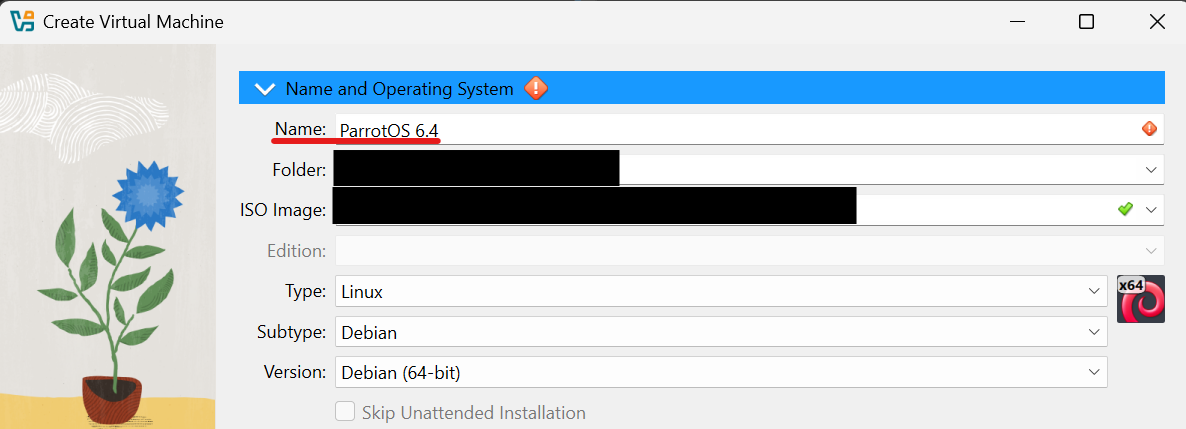 Create Virtual Machine
Name and Operating System
Name: ParrotOS 6.4
Folder:
ISO Image:
Edition:
Type: Linux
x64
Subtype: Debian
Version: Debian (64-bit)
Skip Unattended Installation